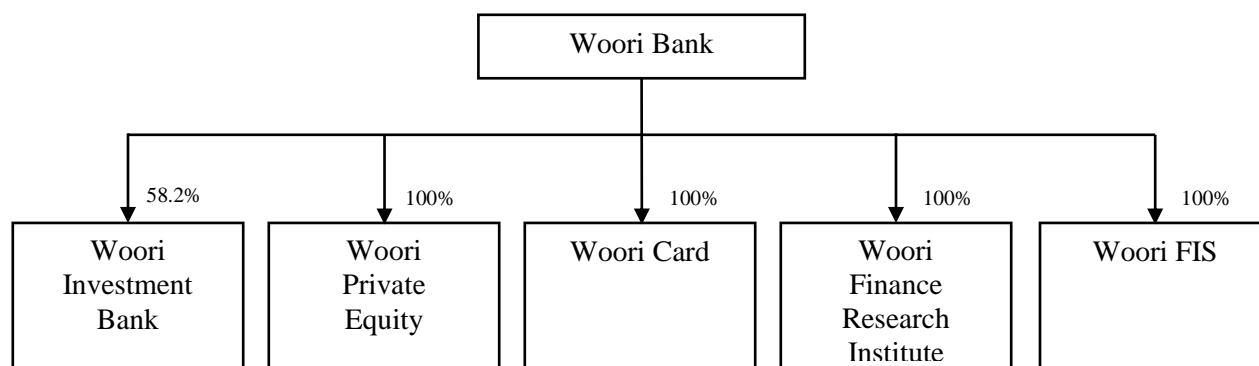 Woori Bank
58.2%
100%
100%
100%
100%
Woori
Investment
Bank
Woori
Private
Equity
Woori Card
Woori
Finance
Research
Institute
Woori FIS